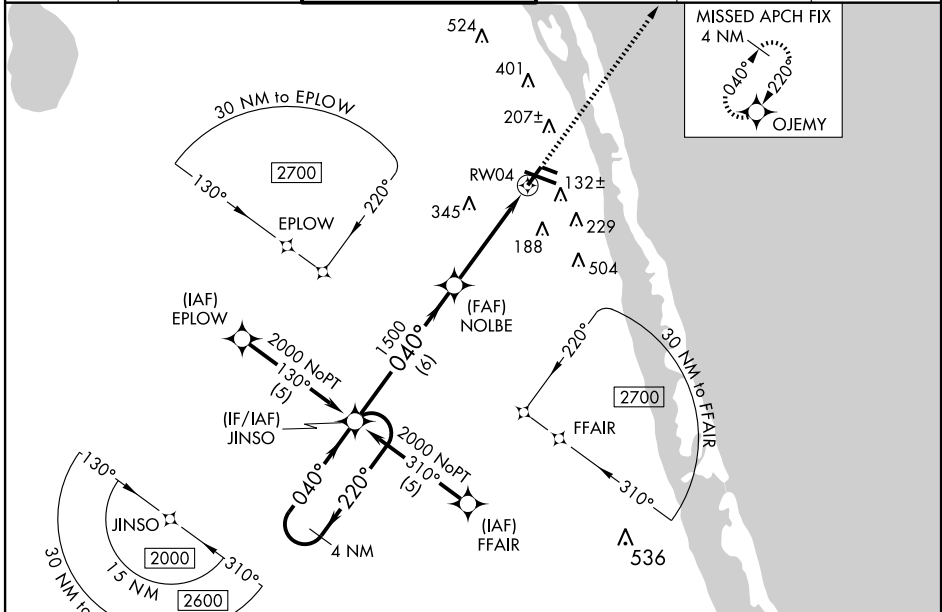 MISSED APCH FIX
4 NM
040°
220°
OJEMY
524
401
207±
30 NM to EPLOW
2700
130°
220°
EPLOW
RW04
132±
345
229
188
504
(FAF)
NOLBE
(IAF)
EPLOW
2000 NoPT
130°
(5)
1500
040°
(6)
220°
30 NM to FFAIR
2700
FFAIR
310°
(IF/IAF)
JINSO
2000 NoPT
310°
(5)
040°
220°
(IAF)
FFAIR
4 NM
130°
JINSO
2000
310°
15 NM
30 NM to
2600
536